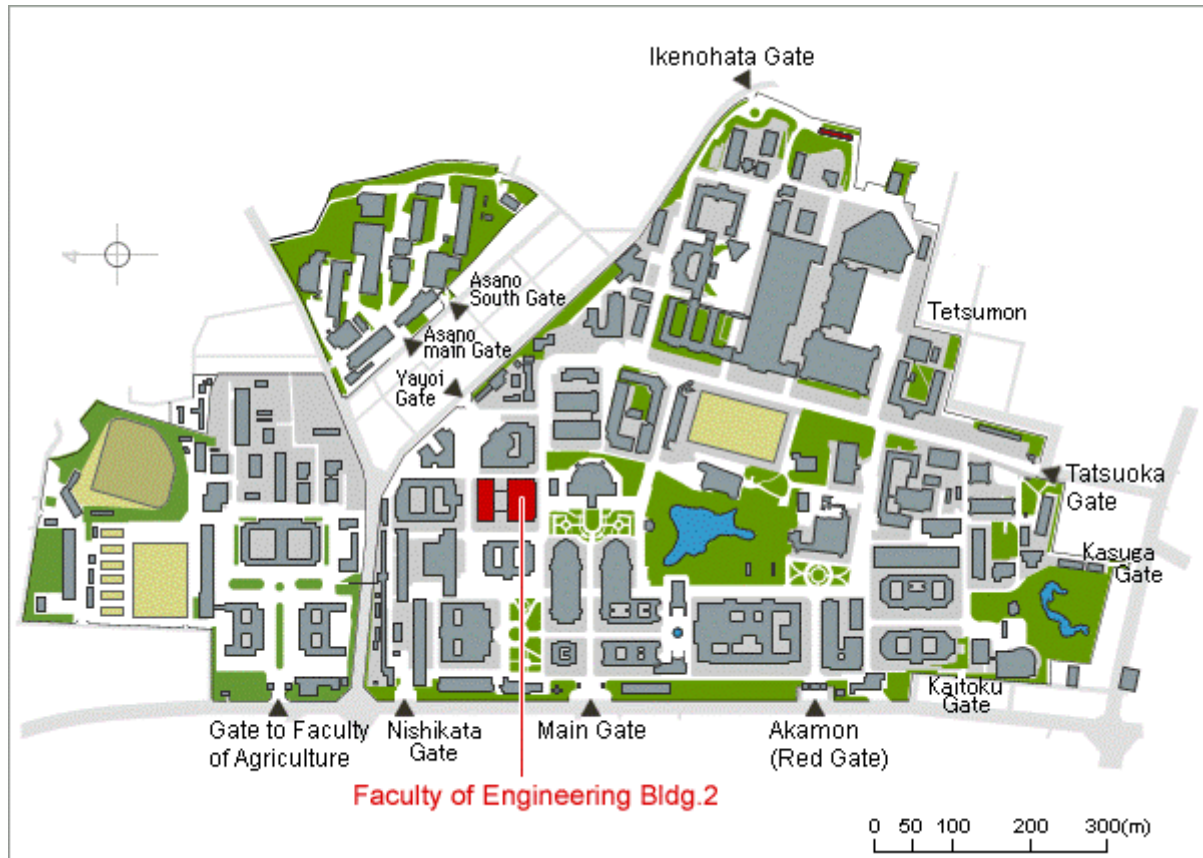 Ikenohata Gate
Asano
South Gate
Asano
main Gate
Yayoi
Gate
Tetsumon
Tatsuoka
Gate
Kasuga
Gate
Kaitoku
Gate
Gate to Faculty
of Agriculture
Nishikata
Gate
Main Gate
Akamon
(Red Gate)
Faculty of Engineering Bldg.2
0 50 100 200 300(m)